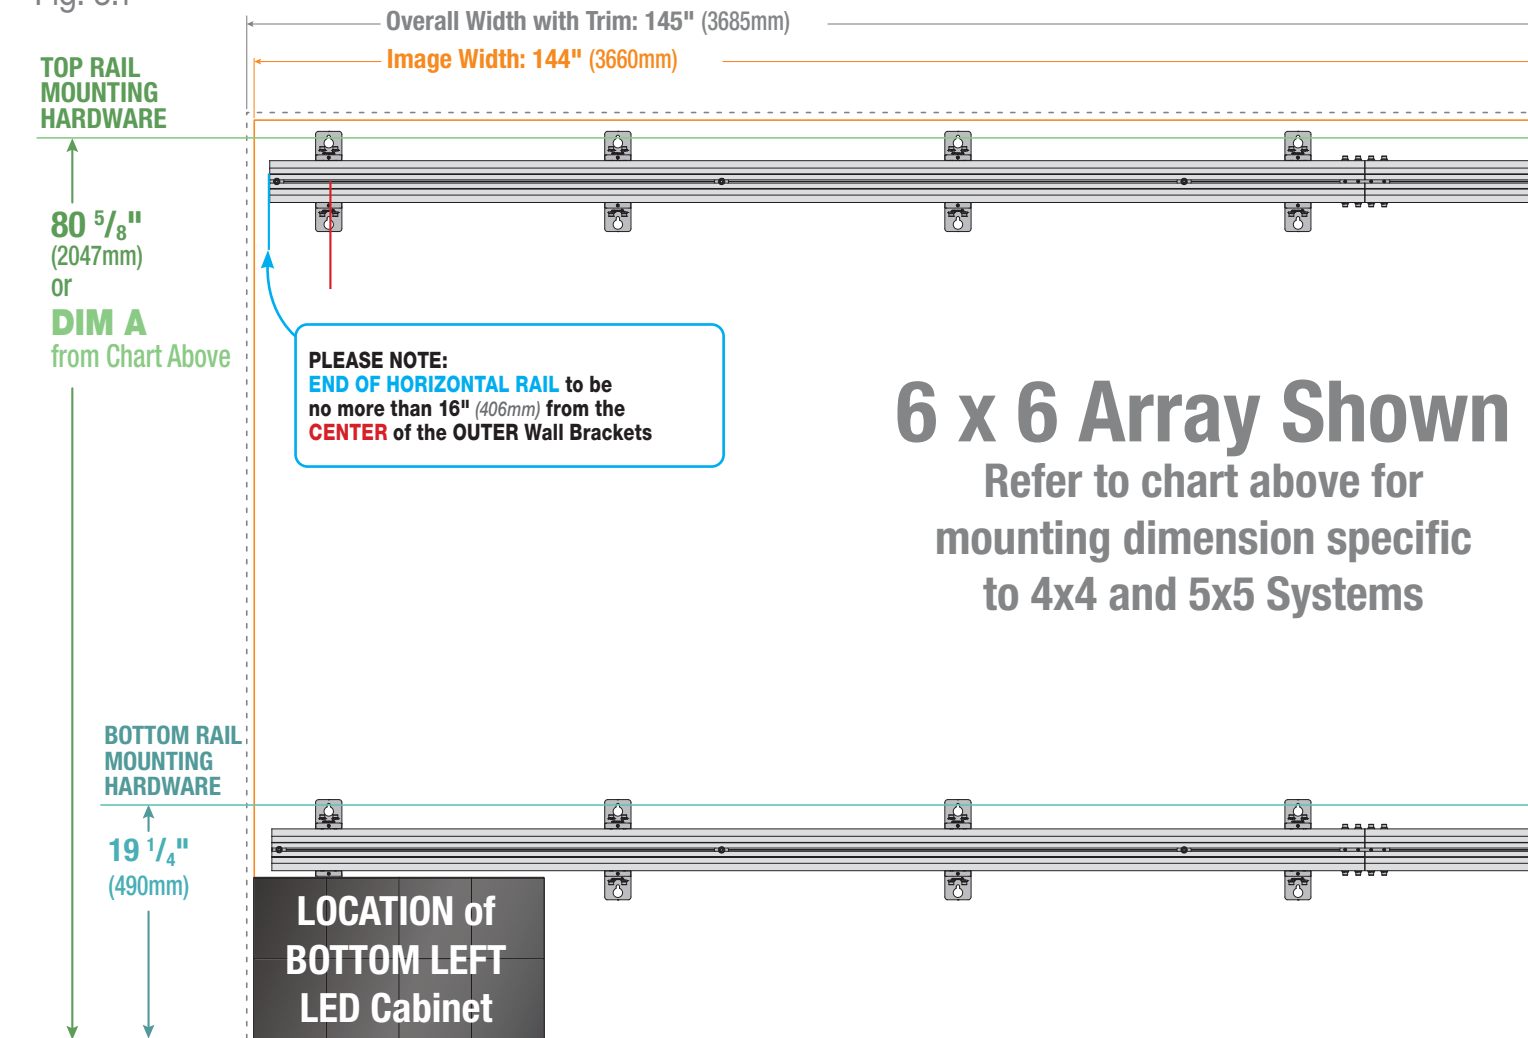 Overall Width with Trim: 145" (3685mm)
Image Width: 144" (3660mm)
TOP RAIL
MOUNTING
HARDWARE
80 5/8"
(2047mm)
or
DIM A
from Chart Above
PLEASE NOTE:
END OF HORIZONTAL RAIL to be
no more than 16" (406mm) from the
CENTER of the OUTER Wall Brackets
6 x 6 Array Shown
Refer to chart above for
mounting dimension specific
to 4x4 and 5x5 Systems
BOTTOM RAIL
MOUNTING
HARDWARE
19 1/4"
(490mm)
LOCATION of
BOTTOM LEFT
LED Cabinet